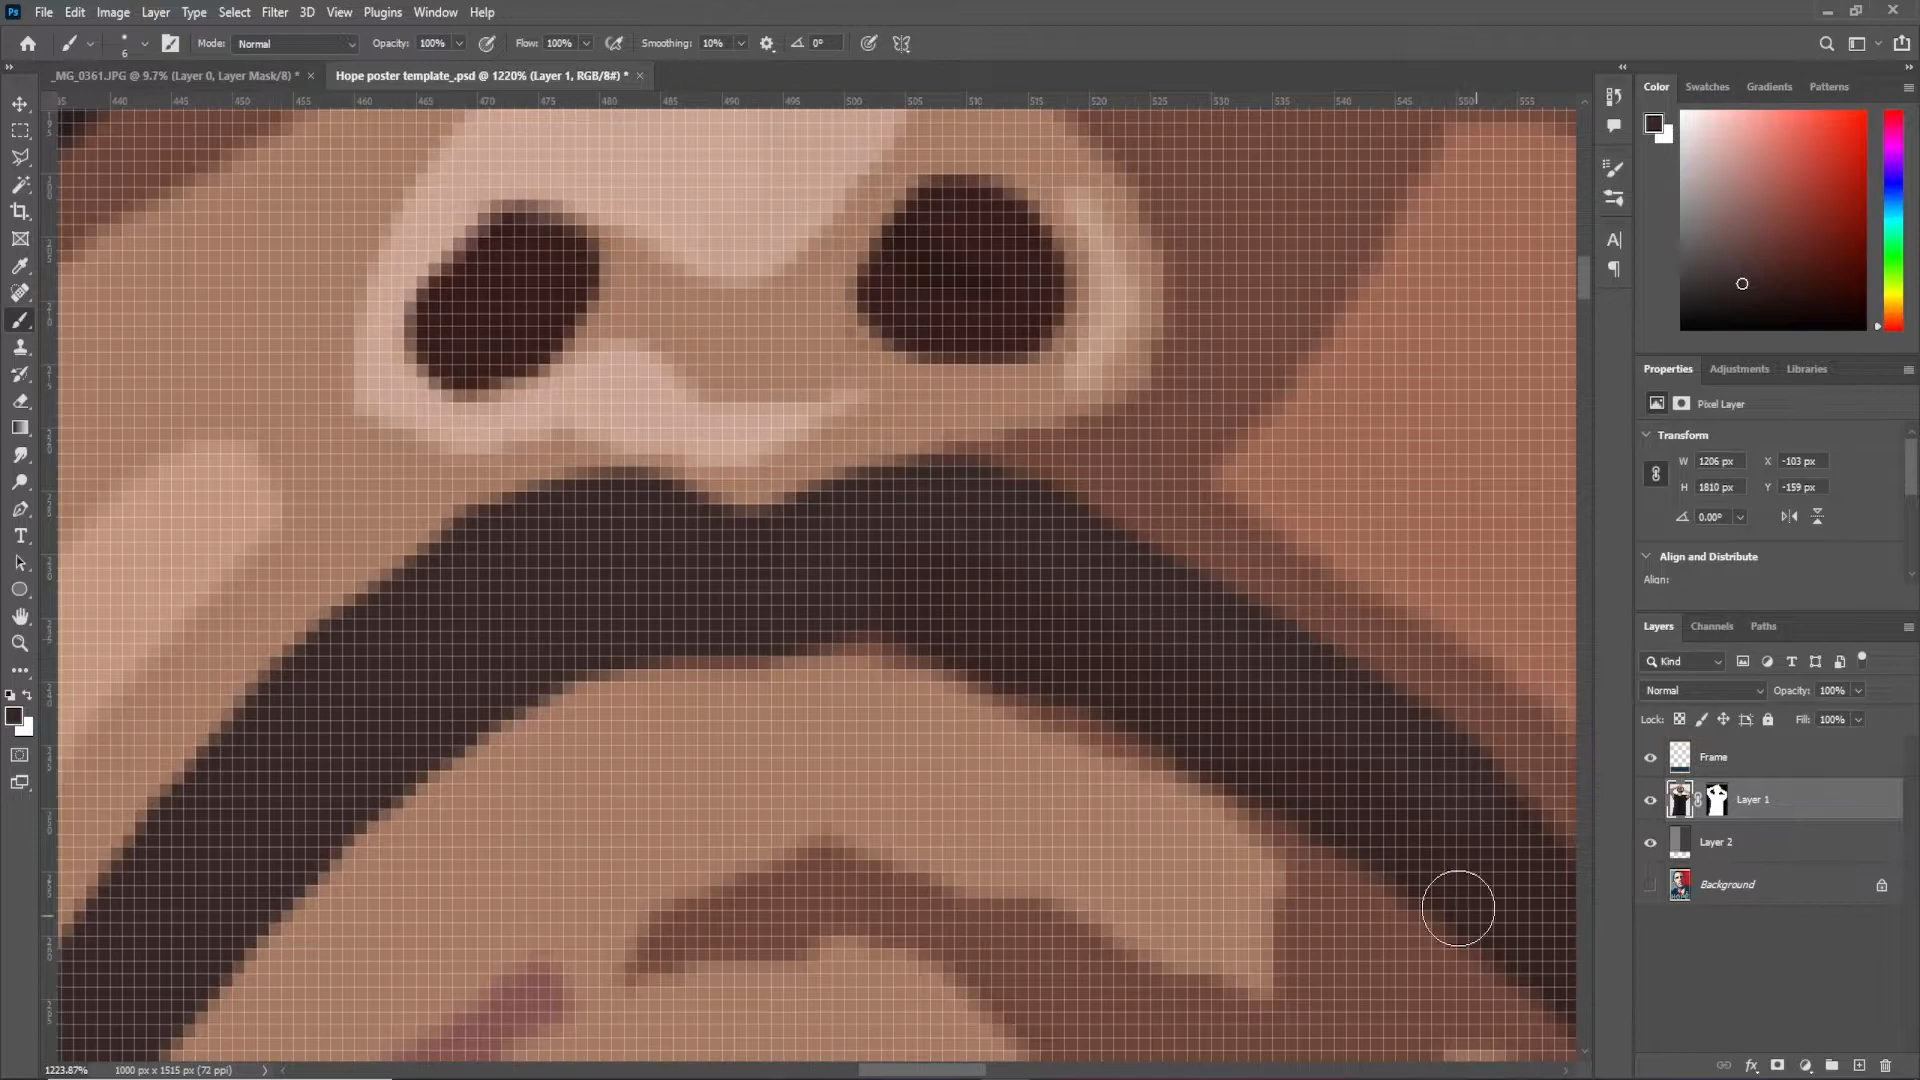 Ps File Edit Image Layer Type Select Filter 3D View Plugins Window Help
6 Mode: Normal Opacity: 100% Flow: 100% Smoothing: 10% 0°
_MG_0361.JPG @ 9.7% (Layer 0, Layer Mask/8) * × Hope poster template_.psd @ 1220% (Layer 1, RGB/8#) * ×
440 445 450 455 460 465 470 475 480 485 490 495 500 505 510 515 520 525 530 535 540 545 550 555
Color Swatches Gradients Patterns
Properties Adjustments Libraries
Pixel Layer
Transform
W 1206 px X -103 px
H 1810 px Y -159 px
0.00°
Align and Distribute
Align:
Layers Channels Paths
Kind
Normal Opacity: 100%
Lock: Fill: 100%
Frame
Layer 1
Layer 2
Background
1223.87% 1000 px x 1515 px (72 ppi)